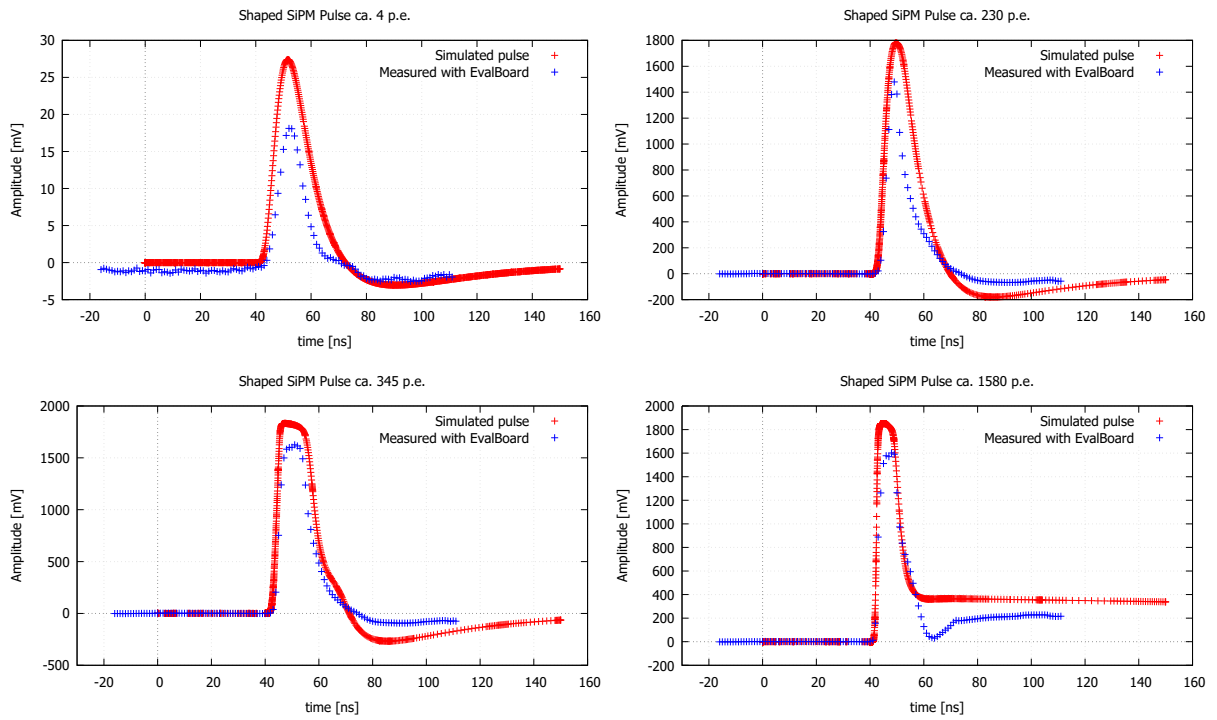 Shaped SiPM Pulse ca. 4 p.e.
Amplitude [mV]
30
25
20
15
10
5
0
-5
-20 0 20 40 60 80 100 120 140 160
time [ns]
Simulated pulse
Measured with EvalBoard
Shaped SiPM Pulse ca. 230 p.e.
Amplitude [mV]
1800
1600
1400
1200
1000
800
600
400
200
0
-200
-20 0 20 40 60 80 100 120 140 160
time [ns]
Simulated pulse
Measured with EvalBoard
Shaped SiPM Pulse ca. 345 p.e.
Amplitude [mV]
2000
1500
1000
500
0
-500
-20 0 20 40 60 80 100 120 140 160
time [ns]
Simulated pulse
Measured with EvalBoard
Shaped SiPM Pulse ca. 1580 p.e.
Amplitude [mV]
2000
1800
1600
1400
1200
1000
800
600
400
200
0
-200
-20 0 20 40 60 80 100 120 140 160
time [ns]
Simulated pulse
Measured with EvalBoard